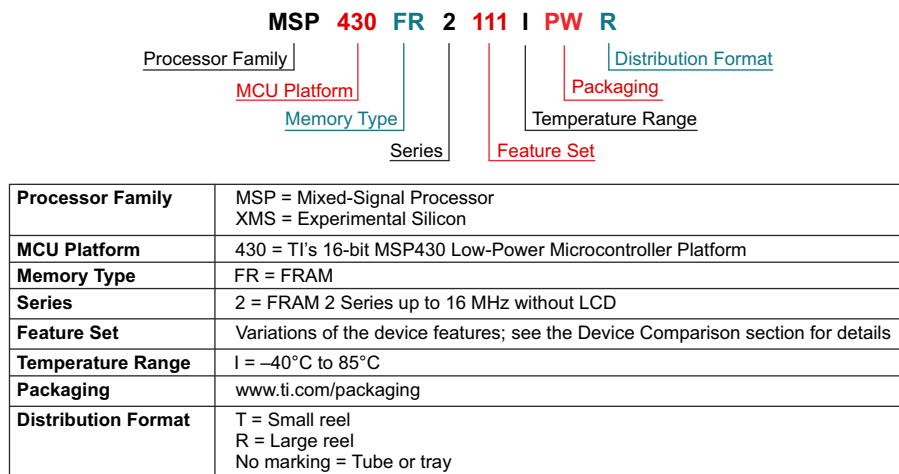 MSP 430 FR 2 111 I PW R
Processor Family
Distribution Format
MCU Platform
Packaging
Memory Type
Temperature Range
Series
Feature Set
Processor Family
MSP = Mixed-Signal Processor
XMS = Experimental Silicon
MCU Platform
430 = TI's 16-bit MSP430 Low-Power Microcontroller Platform
Memory Type
FR = FRAM
Series
2 = FRAM 2 Series up to 16 MHz without LCD
Feature Set
Variations of the device features; see the Device Comparison section for details
Temperature Range
I = –40°C to 85°C
Packaging
www.ti.com/packaging
Distribution Format
T = Small reel
R = Large reel
No marking = Tube or tray